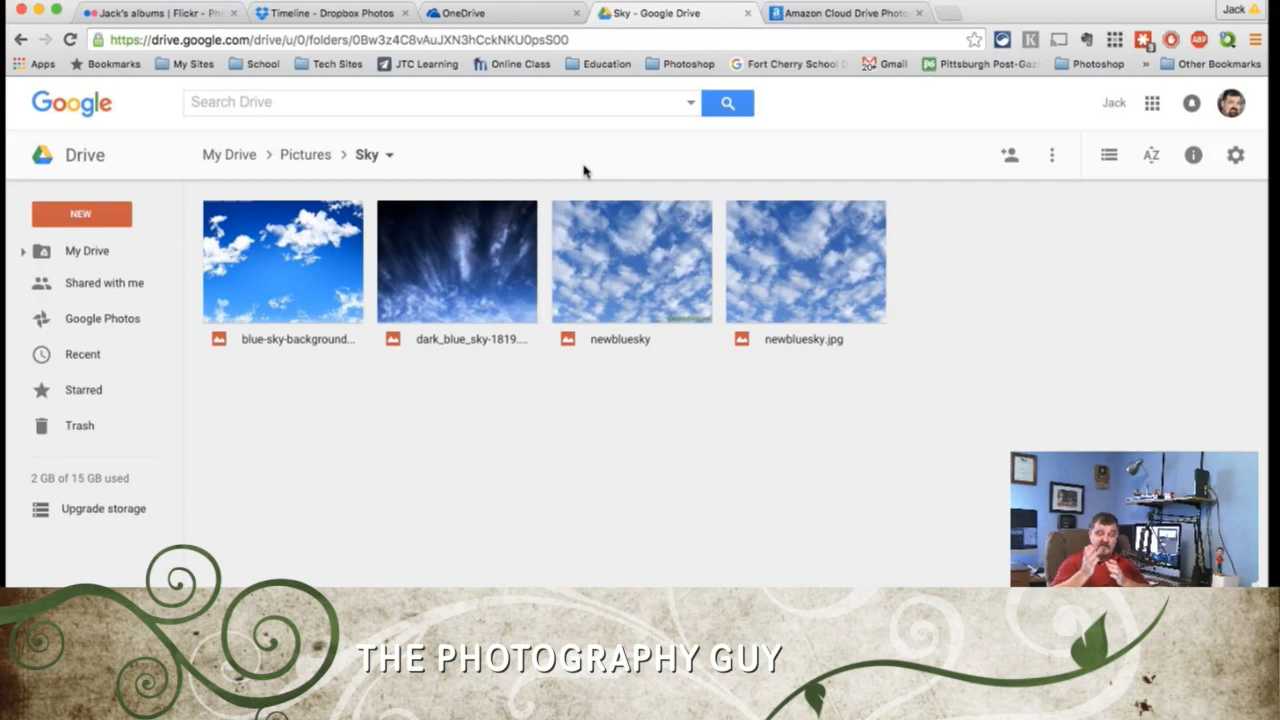 Jack's albums | Flickr - Ph
Timeline - Dropbox Photos
OneDrive
Sky - Google Drive
Amazon Cloud Drive Photo
Jack
https://drive.google.com/drive/u/0/folders/0Bw3z4C8vAuJXN3hCckNKU0psS00
Apps
Bookmarks
My Sites
School
Tech Sites
JTC Learning
Online Class
Education
Photoshop
Fort Cherry School D
Gmail
Pittsburgh Post-Gaz
Photoshop
»
Other Bookmarks
Google
Search Drive
Jack
Drive
My Drive > Pictures > Sky
NEW
My Drive
Shared with me
Google Photos
Recent
Starred
Trash
2 GB of 15 GB used
Upgrade storage
blue-sky-background...
dark_blue_sky-1819....
newbluesky
newbluesky.jpg
THE PHOTOGRAPHY GUY